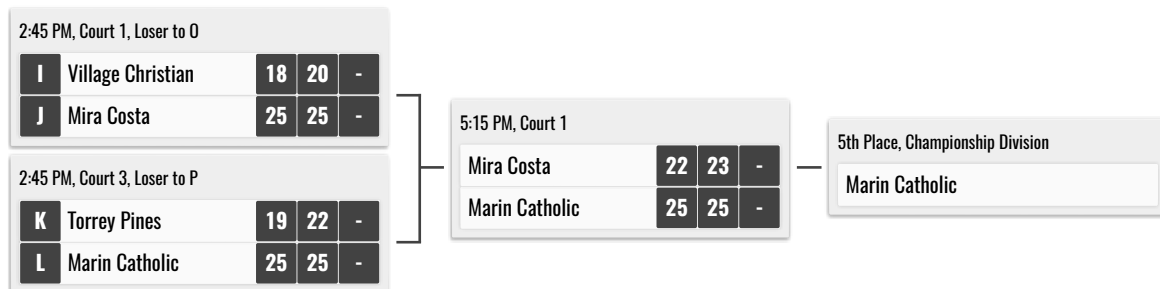 2:45 PM, Court 1, Loser to O
I Village Christian 18 20 -
J Mira Costa 25 25 -
2:45 PM, Court 3, Loser to P
K Torrey Pines 19 22 -
L Marin Catholic 25 25 -
5:15 PM, Court 1
Mira Costa 22 23 -
Marin Catholic 25 25 -
5th Place, Championship Division
Marin Catholic